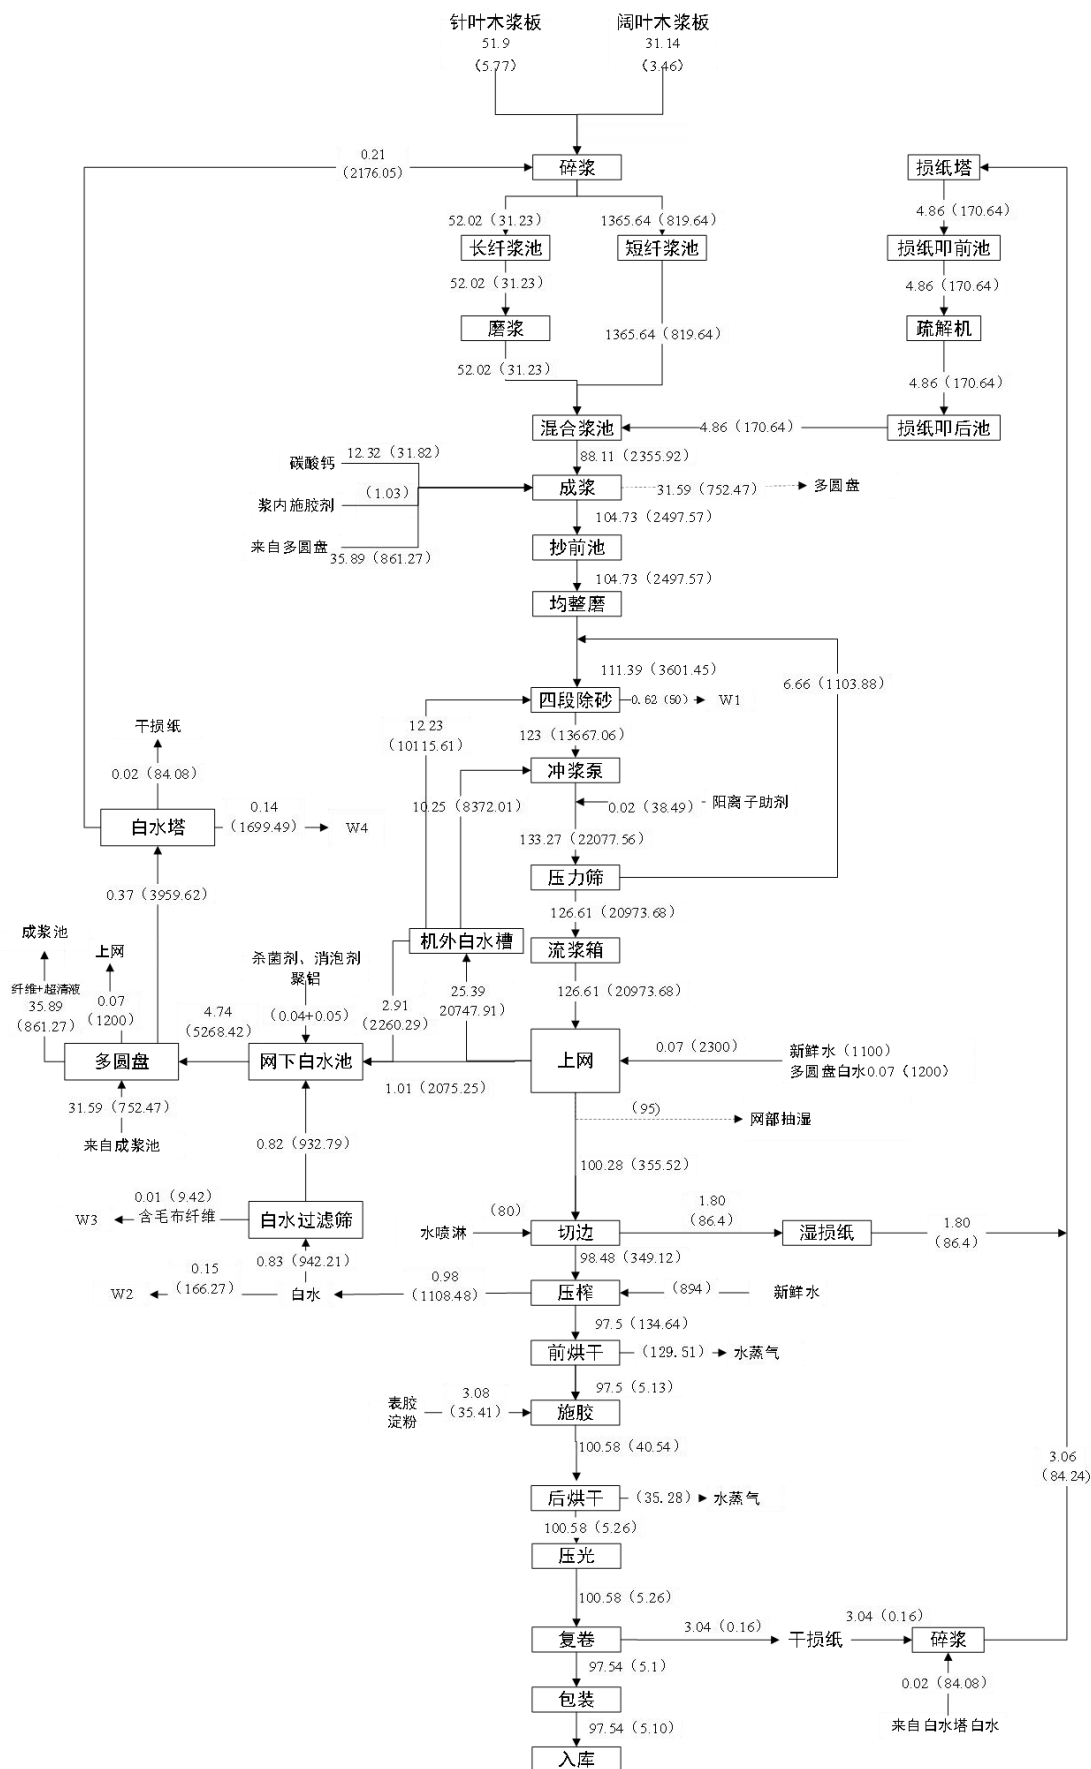 针叶木浆板
51.9
(5.77)
阔叶木浆板
31.14
（3.46）
0.21
(2176.05)
碎浆
损纸塔
52.02（31.23）
1365.64（819.64）
4.86（170.64）
长纤浆池
短纤浆池
损纸叩前池
52.02（31.23）
4.86（170.64）
磨浆
1365.64（819.64）
疏解机
52.02（31.23）
4.86（170.64）
混合浆池
4.86（170.64）
损纸叩后池
88.11（2355.92）
碳酸钙
12.32（31.82）
浆内施胶剂
（1.03）
来自多圆盘
35.89（861.27）
成浆
31.59（752.47）
多圆盘
104.73（2497.57）
抄前池
104.73（2497.57）
均整磨
111.39（3601.45）
6.66（1103.88）
四段除砂
0.62（50）
W1
12.23
（10115.61）
123（13667.06）
冲浆泵
10.25（8372.01）
0.02（38.49）
阳离子助剂
133.27（22077.56）
压力筛
干损纸
0.02（84.08）
白水塔
0.14
（1699.49）
W4
0.37（3959.62）
126.61（20973.68）
机外白水槽
流浆箱
成浆池
上网
纤维+超清液
35.89
（861.27）
0.07
（1200）
杀菌剂、消泡剂
聚铝
（0.04+0.05）
4.74
（5268.42）
2.91
（2260.29）
25.39
20747.91）
126.61（20973.68）
多圆盘
网下白水池
1.01（2075.25）
上网
0.07（2300）
新鲜水（1100）
多圆盘白水0.07（1200）
31.59（752.47）
来自成浆池
（95）
网部抽湿
0.82（932.79）
100.28（355.52）
W3
0.01（9.42）
含毛布纤维
白水过滤筛
水喷淋
（80）
切边
1.80
（86.4）
湿损纸
1.80
（86.4）
0.83（942.21）
98.48（349.12）
W2
0.15
（166.27）
白水
0.98
（1108.48）
压榨
（894）
新鲜水
97.5（134.64）
前烘干
（129.51）
水蒸气
97.5（5.13）
表胶
淀粉
3.08
（35.41）
施胶
100.58（40.54）
3.06
（84.24）
后烘干
（35.28）
水蒸气
100.58（5.26）
压光
100.58（5.26）
复卷
3.04（0.16）
干损纸
3.04（0.16）
碎浆
97.54（5.1）
0.02（84.08）
包装
来自白水塔白水
97.54（5.10）
入库